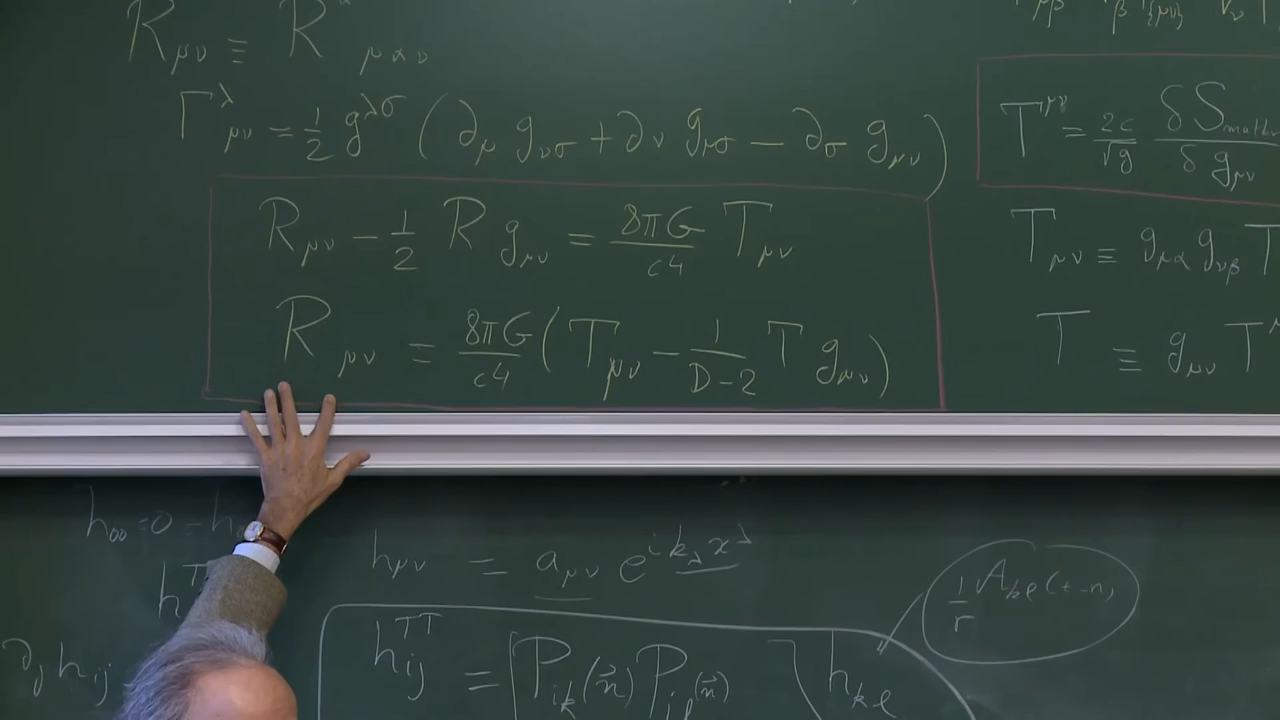 R_μν ≡ R^α_μαν
Γ^λ_μν = 1/2 g^λσ (∂_μ g_νσ + ∂_ν g_μσ − ∂_σ g_μν)
R_μν − 1/2 R g_μν = 8πG/c⁴ T_μν
R_μν = 8πG/c⁴ (T_μν − 1/(D−2) T g_μν)
T^μν = 2c/√g δS_matter/δg_μν
T_μν ≡ g_μα g_νβ T
T ≡ g_μν T
h_00 = 0 = h
h_μν = a_μν e^{i k_λ x^λ}
h^T
∂_j h_ij
h_ij^TT = [P_ik(n⃗) P_jl(n⃗) ] h_kl
1/r A_kl(t−r)